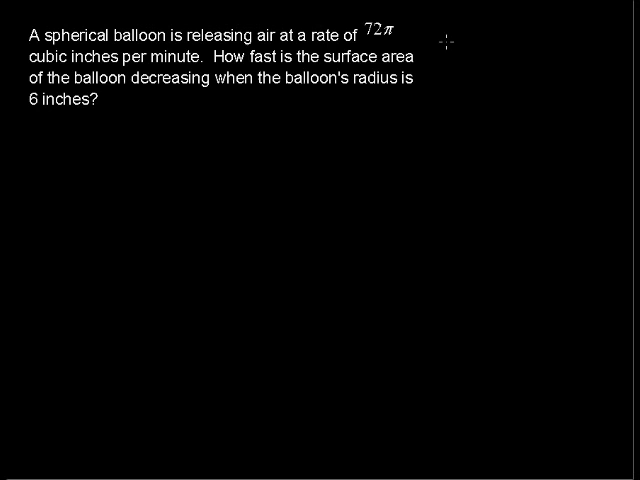 A spherical balloon is releasing air at a rate of 72π
cubic inches per minute.  How fast is the surface area
of the balloon decreasing when the balloon's radius is
6 inches?